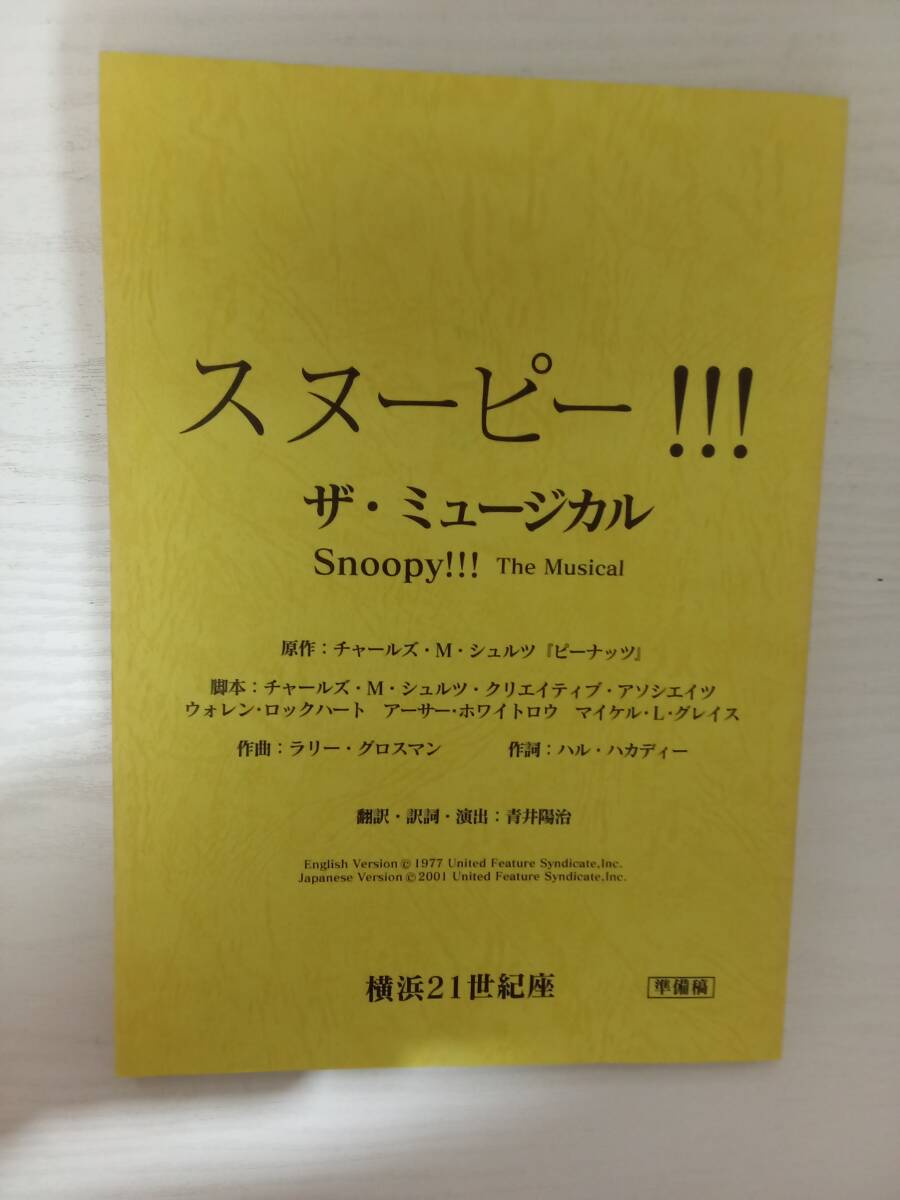 スヌーピー!!!
ザ・ミュージカル
Snoopy!!! The Musical
原作：チャールズ・M・シュルツ『ピーナッツ』
脚本：チャールズ・M・シュルツ・クリエイティブ・アソシエイツ
ウォレン・ロックハート　アーサー・ホワイトロウ　マイケル・L・グレイス
作曲：ラリー・グロスマン　　作詞：ハル・ハカディー
翻訳・訳詞・演出：青井陽治
English Version © 1977 United Feature Syndicate,Inc.
Japanese Version © 2001 United Feature Syndicate,Inc.
横浜21世紀座　準備稿